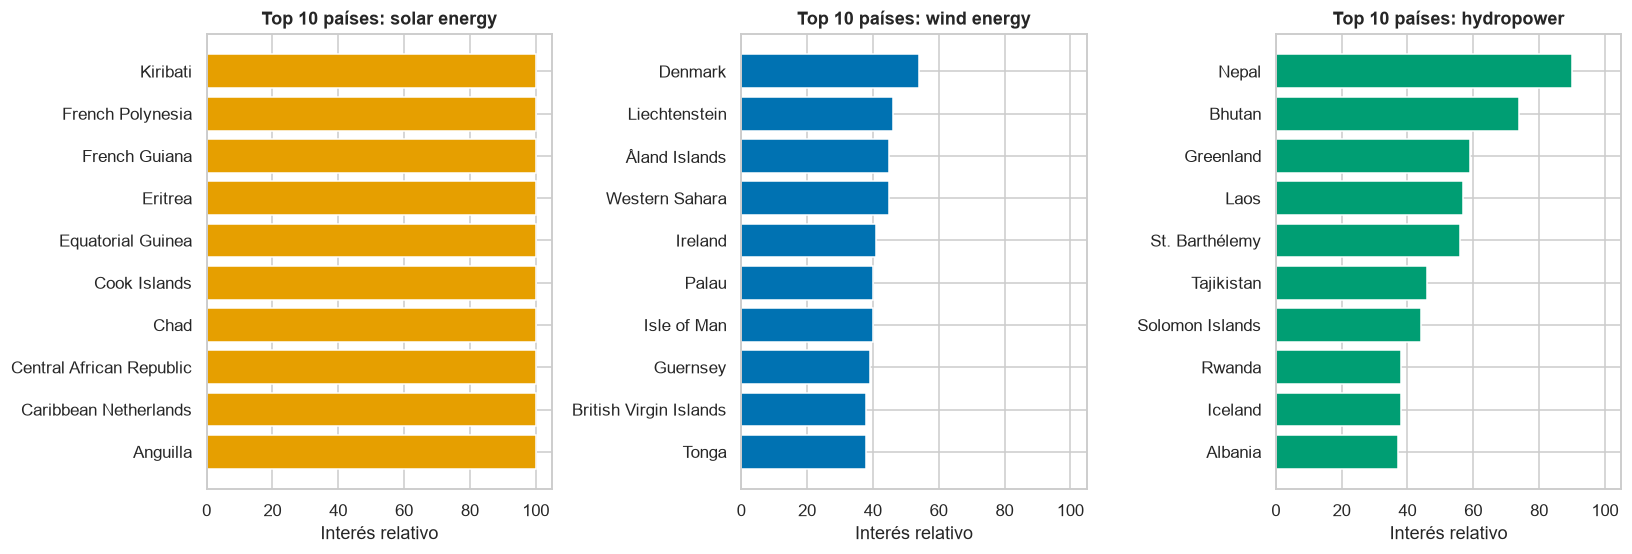 Top 10 países: solar energy
Kiribati
French Polynesia
French Guiana
Eritrea
Equatorial Guinea
Cook Islands
Chad
Central African Republic
Caribbean Netherlands
Anguilla
0 20 40 60 80 100
Interés relativo
Top 10 países: wind energy
Denmark
Liechtenstein
Åland Islands
Western Sahara
Ireland
Palau
Isle of Man
Guernsey
British Virgin Islands
Tonga
0 20 40 60 80 100
Interés relativo
Top 10 países: hydropower
Nepal
Bhutan
Greenland
Laos
St. Barthélemy
Tajikistan
Solomon Islands
Rwanda
Iceland
Albania
0 20 40 60 80 100
Interés relativo